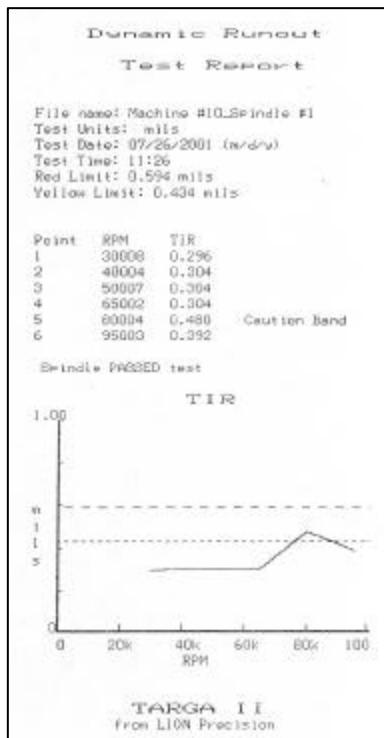 Dynamic Runout
Test Report
File name: Machine #10_Spindle #1
Test Units: mils
Test Date: 07/26/2001 (m/d/y)
Test Time: 11:26
Red Limit: 0.594 mils
Yellow Limit: 0.434 mils
Point RPM TIR
1 30008 0.296
2 40004 0.304
3 50007 0.304
4 65002 0.304
5 80004 0.480 Caution Band
6 95003 0.392
Spindle PASSED test
TIR
1.00
mils
0
0 20k 40k 60k 80k 100
RPM
TARGA II
from LION Precision